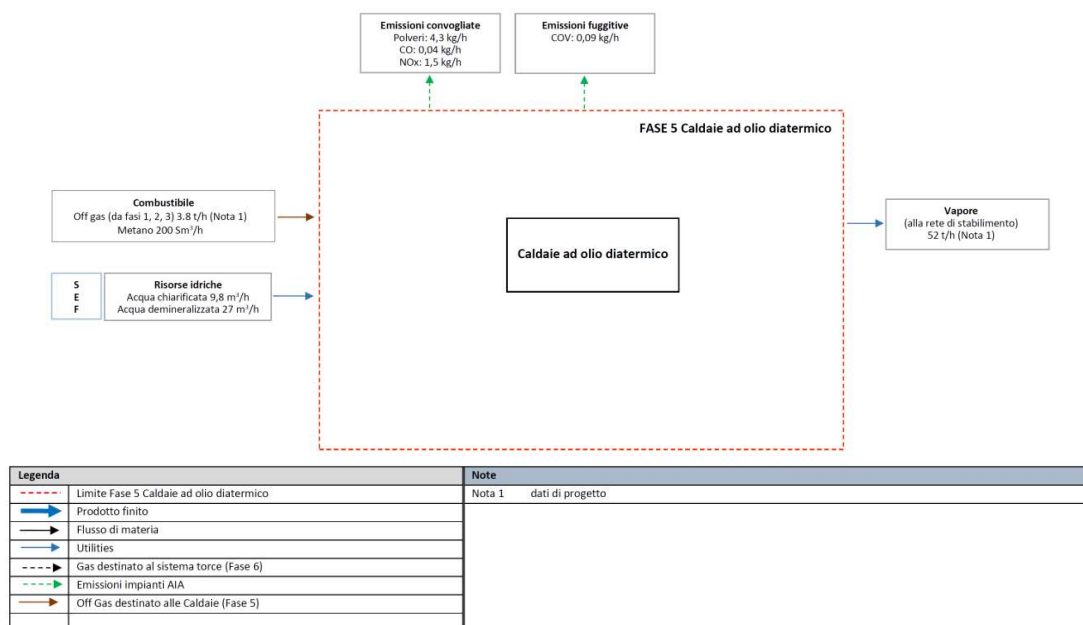 Emissioni convogliate
Polveri: 4,3 kg/h
CO: 0,04 kg/h
NOx: 1,5 kg/h
Emissioni fuggitive
COV: 0,09 kg/h
FASE 5 Caldaie ad olio diatermico
Combustibile
Off gas (da fasi 1, 2, 3) 3.8 t/h (Nota 1)
Metano 200 Sm³/h
Caldaie ad olio diatermico
Vapore
(alla rete di stabilimento)
52 t/h (Nota 1)
S
E
F
Risorse idriche
Acqua chiarificata 9,8 m³/h
Acqua demineralizzata 27 m³/h
Legenda
Limite Fase 5 Caldaie ad olio diatermico
Prodotto finito
Flusso di materia
Utilities
Gas destinato al sistema torce (Fase 6)
Emissioni impianti AIA
Off Gas destinato alle Caldaie (Fase 5)
Note
Nota 1 dati di progetto